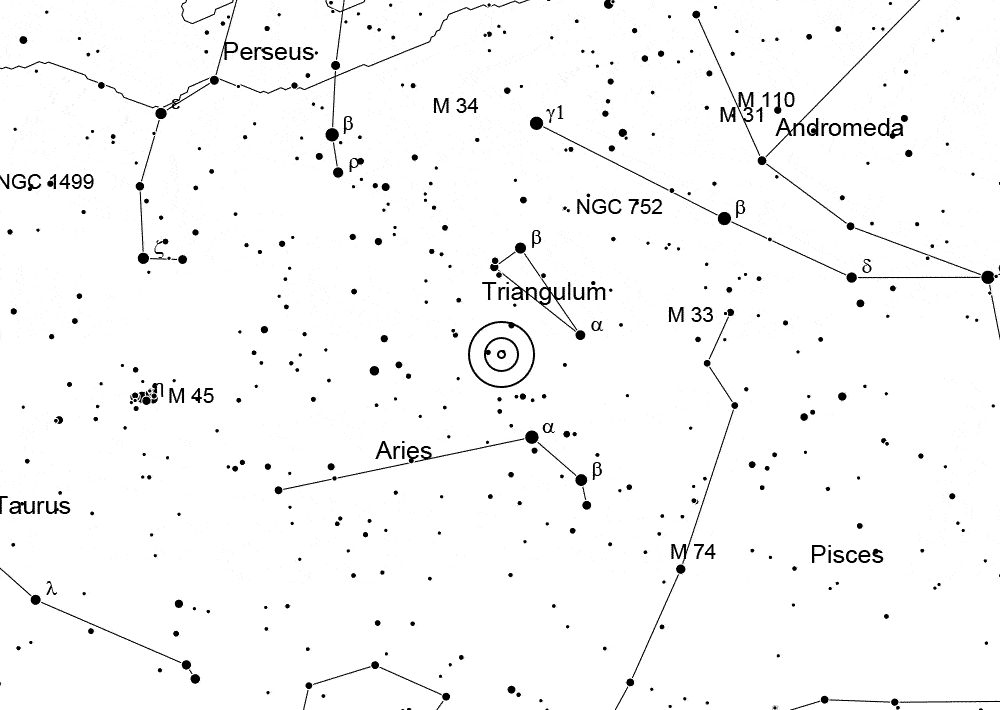 Perseus
M 110
ε
M 34
γ1
M 31
β
Andromeda
ρ
NGC 1499
NGC 752
β
β
ζ
δ
Triangulum
M 33
α
η
M 45
α
Aries
β
Taurus
M 74
Pisces
λ